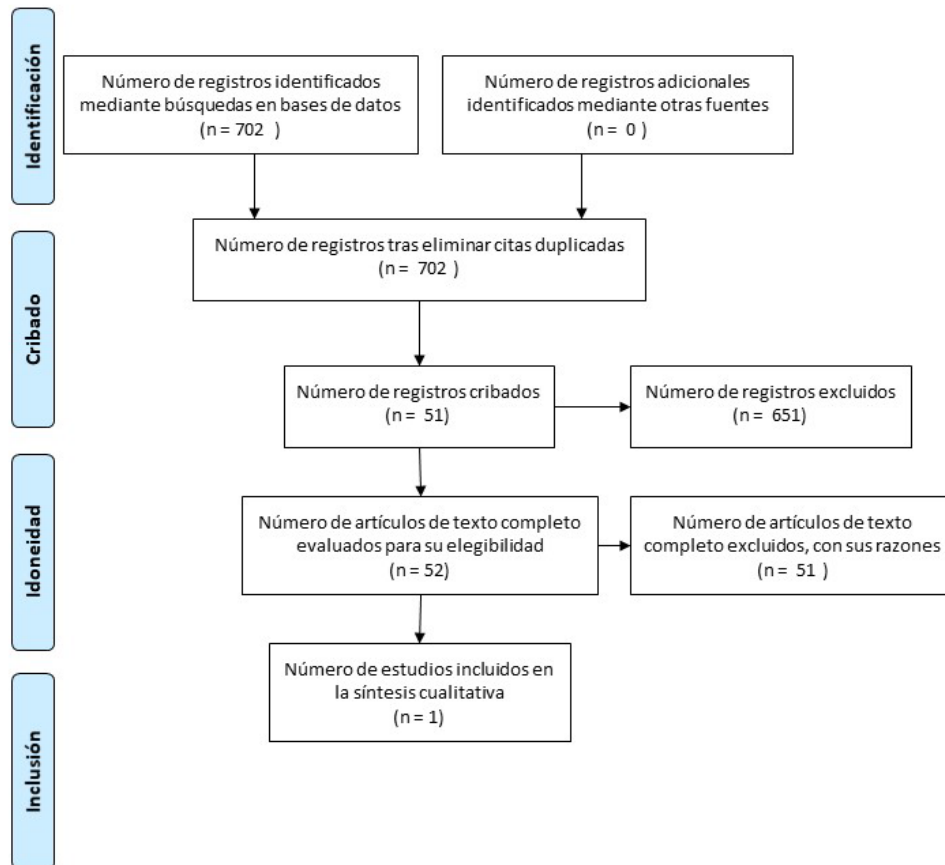 Identificación
Número de registros identificados
mediante búsquedas en bases de datos
(n = 702 )
Número de registros adicionales
identificados mediante otras fuentes
(n = 0 )
Cribado
Número de registros tras eliminar citas duplicadas
(n = 702 )
Número de registros cribados
(n = 51)
Número de registros excluidos
n = 651)
Idoneidad
Número de artículos de texto completo
evaluados para su elegibilidad
(n = 52)
Número de artículos de texto
completo excluidos, con sus razones
(n = 51 )
Inclusión
Número de estudios incluidos en
la síntesis cualitativa
(n = 1)